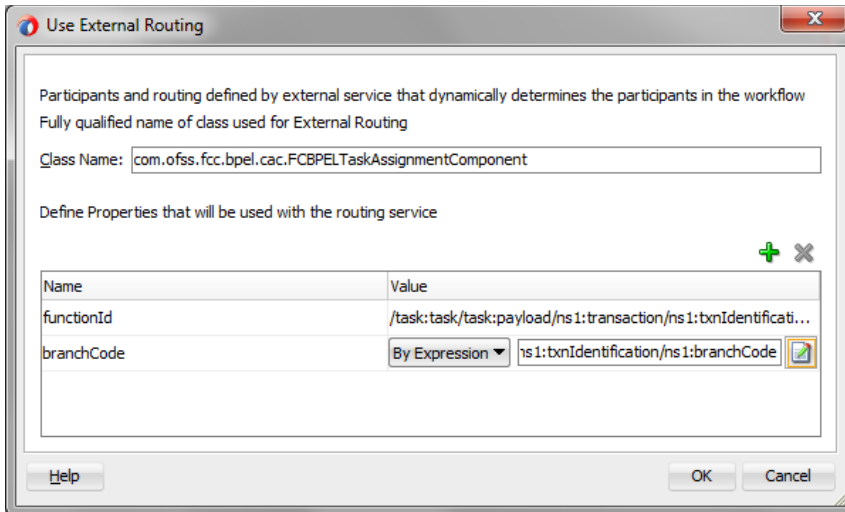 Use External Routing
Participants and routing defined by external service that dynamically determines the participants in the workflow
Fully qualified name of class used for External Routing
Class Name: com.ofss.fcc.bpel.cac.FCBPELTaskAssignmentComponent
Define Properties that will be used with the routing service
Name Value
functionId /task:task/task:payload/ns1:transaction/ns1:txnIdentificati...
branchCode By Expression ns1:txnIdentification/ns1:branchCode
Help OK Cancel